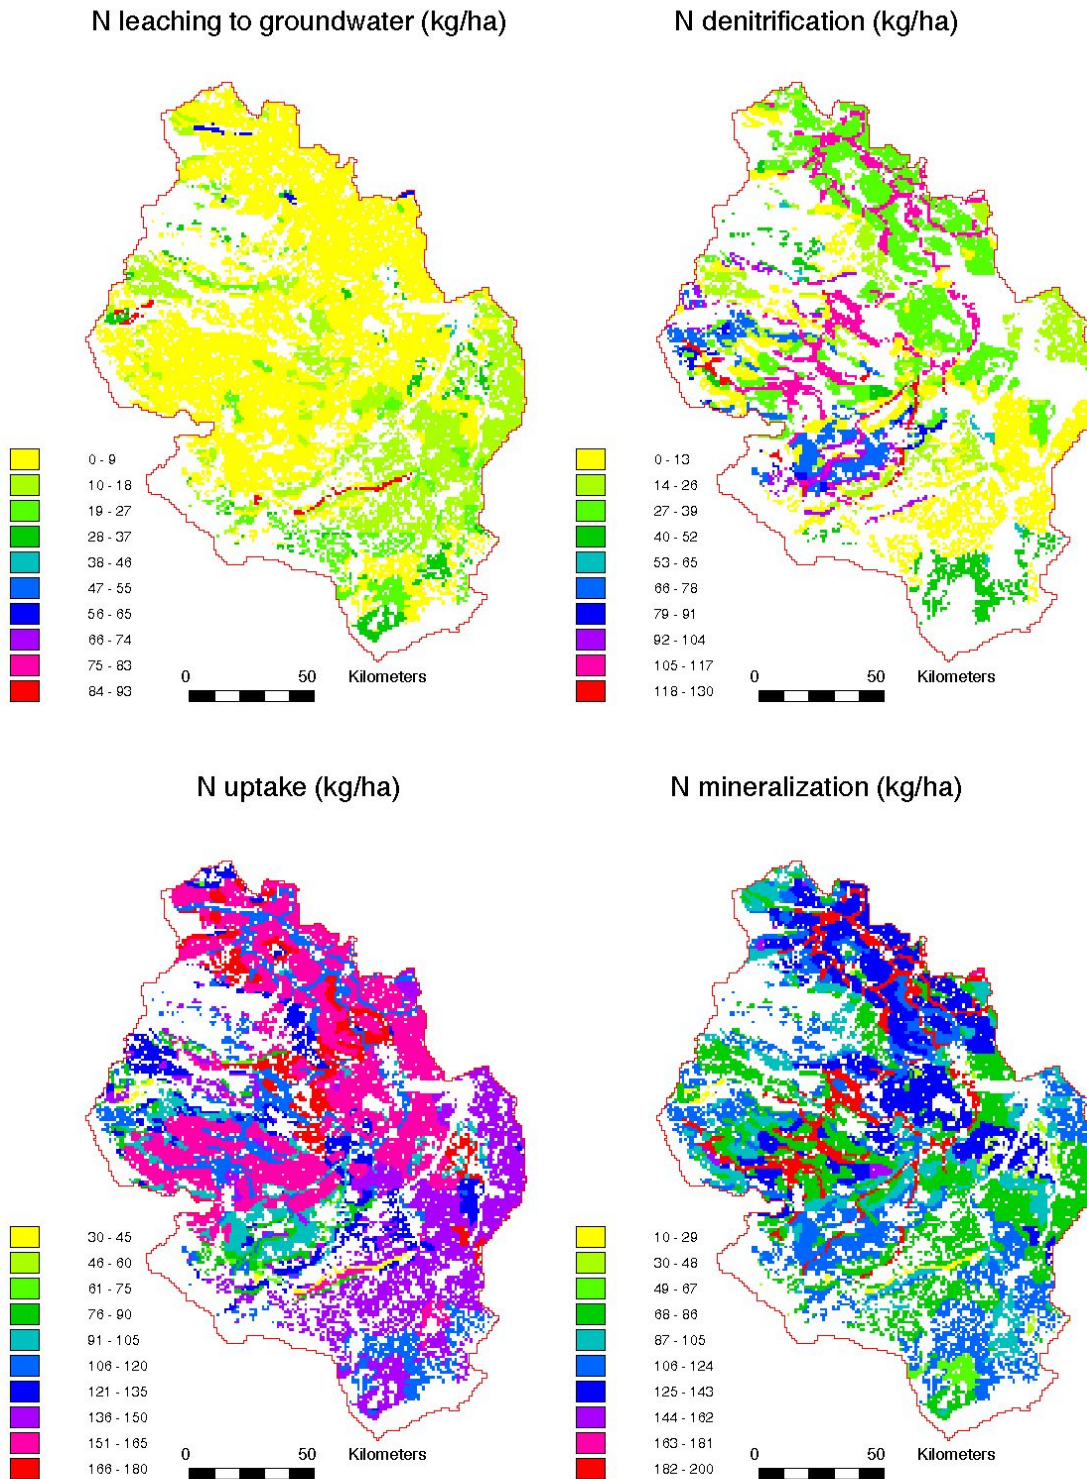 N leaching to groundwater (kg/ha)
N denitrification (kg/ha)
0 - 9
10 - 18
19 - 27
28 - 37
38 - 46
47 - 55
56 - 65
66 - 74
75 - 83
84 - 93
0 50 Kilometers
0 - 13
14 - 26
27 - 39
40 - 52
53 - 65
66 - 78
79 - 91
92 - 104
105 - 117
118 - 130
0 50 Kilometers
N uptake (kg/ha)
N mineralization (kg/ha)
30 - 45
46 - 60
61 - 75
76 - 90
91 - 105
106 - 120
121 - 135
136 - 150
151 - 165
166 - 180
0 50 Kilometers
10 - 29
30 - 48
49 - 67
68 - 86
87 - 105
106 - 124
125 - 143
144 - 162
163 - 181
182 - 200
0 50 Kilometers